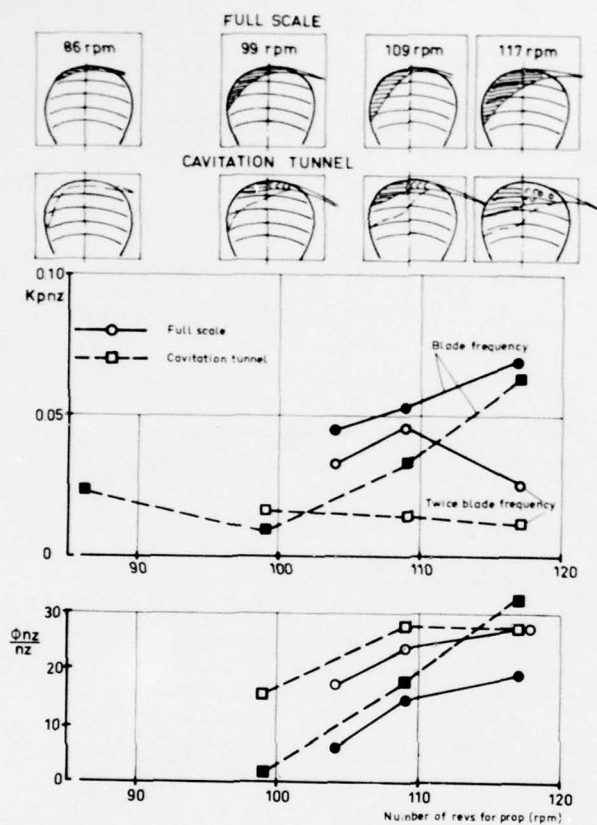 FULL SCALE
86 rpm
99 rpm
109 rpm
117 rpm
CAVITATION TUNNEL
0.10
Kpnz
Full scale
Cavitation tunnel
Blade frequency
0.05
Twice blade frequency
0
90
100
110
120
30
Φnz
nz
20
10
0
90
100
110
120
Number of revs for prop (rpm)